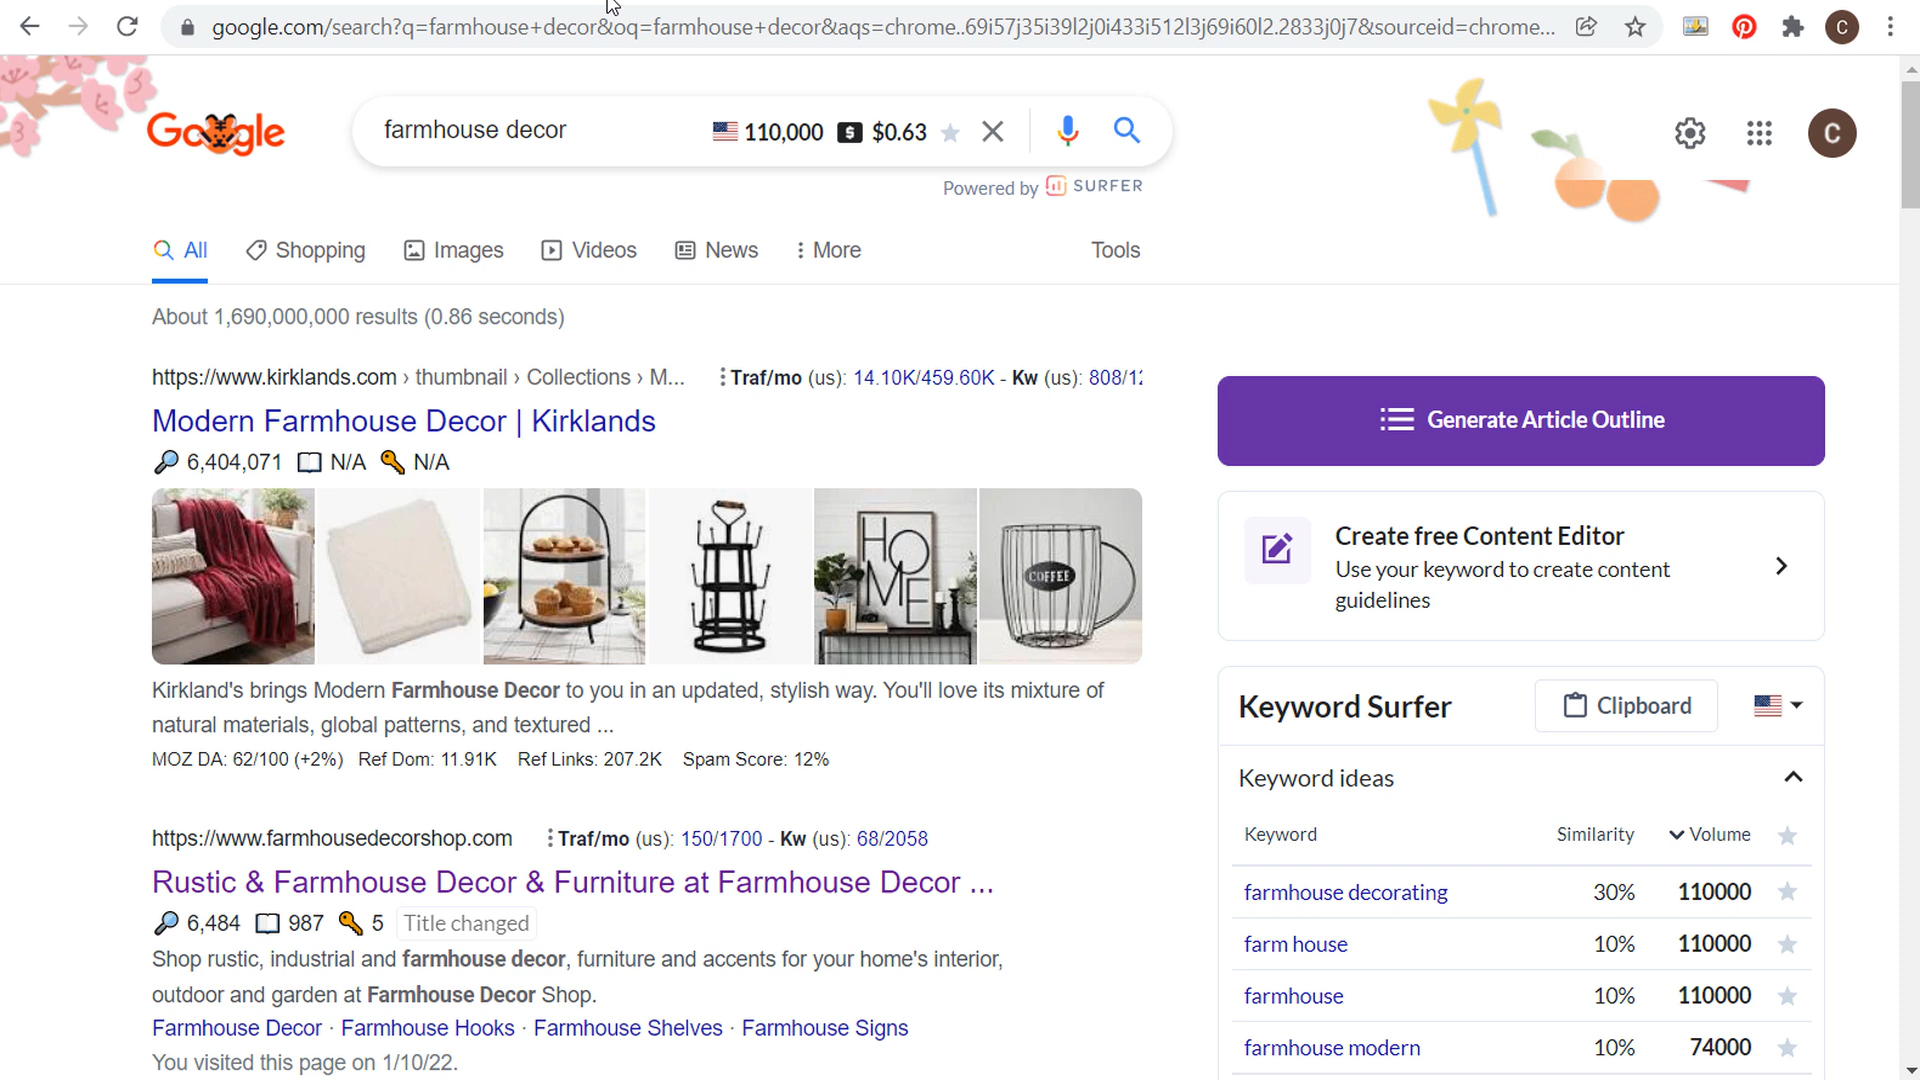 google.com/search?q=farmhouse+decor&oq=farmhouse+decor&aqs=chrome..69i57j35i39l2j0i433i512l3j69i60l2.2833j0j7&sourceid=chrome...
C
Google
farmhouse decor
110,000 $ $0.63
C
Powered by SURFER
All
Shopping
Images
Videos
News
More
Tools
About 1,690,000,000 results (0.86 seconds)
https://www.kirklands.com › thumbnail › Collections › M...
Traf/mo (us): 14.10K/459.60K - Kw (us): 808/12
Modern Farmhouse Decor | Kirklands
6,404,071 N/A N/A
HOME
COFFEE
Kirkland's brings Modern Farmhouse Decor to you in an updated, stylish way. You'll love its mixture of
natural materials, global patterns, and textured ...
MOZ DA: 62/100 (+2%) Ref Dom: 11.91K Ref Links: 207.2K Spam Score: 12%
https://www.farmhousedecorshop.com
Traf/mo (us): 150/1700 - Kw (us): 68/2058
Rustic & Farmhouse Decor & Furniture at Farmhouse Decor ...
6,484 987 5 Title changed
Shop rustic, industrial and farmhouse decor, furniture and accents for your home's interior,
outdoor and garden at Farmhouse Decor Shop.
Farmhouse Decor · Farmhouse Hooks · Farmhouse Shelves · Farmhouse Signs
You visited this page on 1/10/22.
Generate Article Outline
Create free Content Editor
Use your keyword to create content
guidelines
Keyword Surfer
Clipboard
Keyword ideas
Keyword Similarity Volume
farmhouse decorating 30% 110000
farm house 10% 110000
farmhouse 10% 110000
farmhouse modern 10% 74000